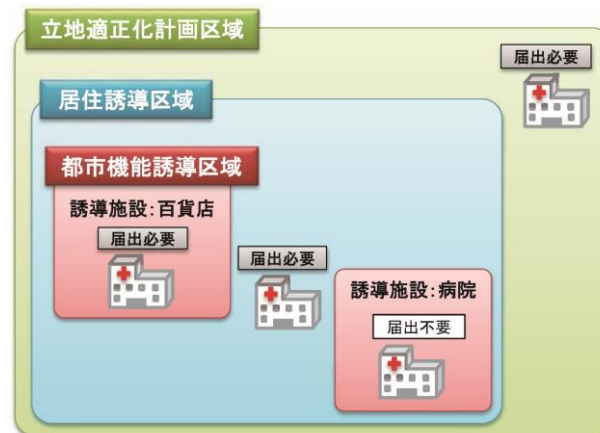 立地適正化計画区域
届出必要
居住誘導区域
都市機能誘導区域
誘導施設:百貨店
届出必要
届出必要
誘導施設:病院
届出不要